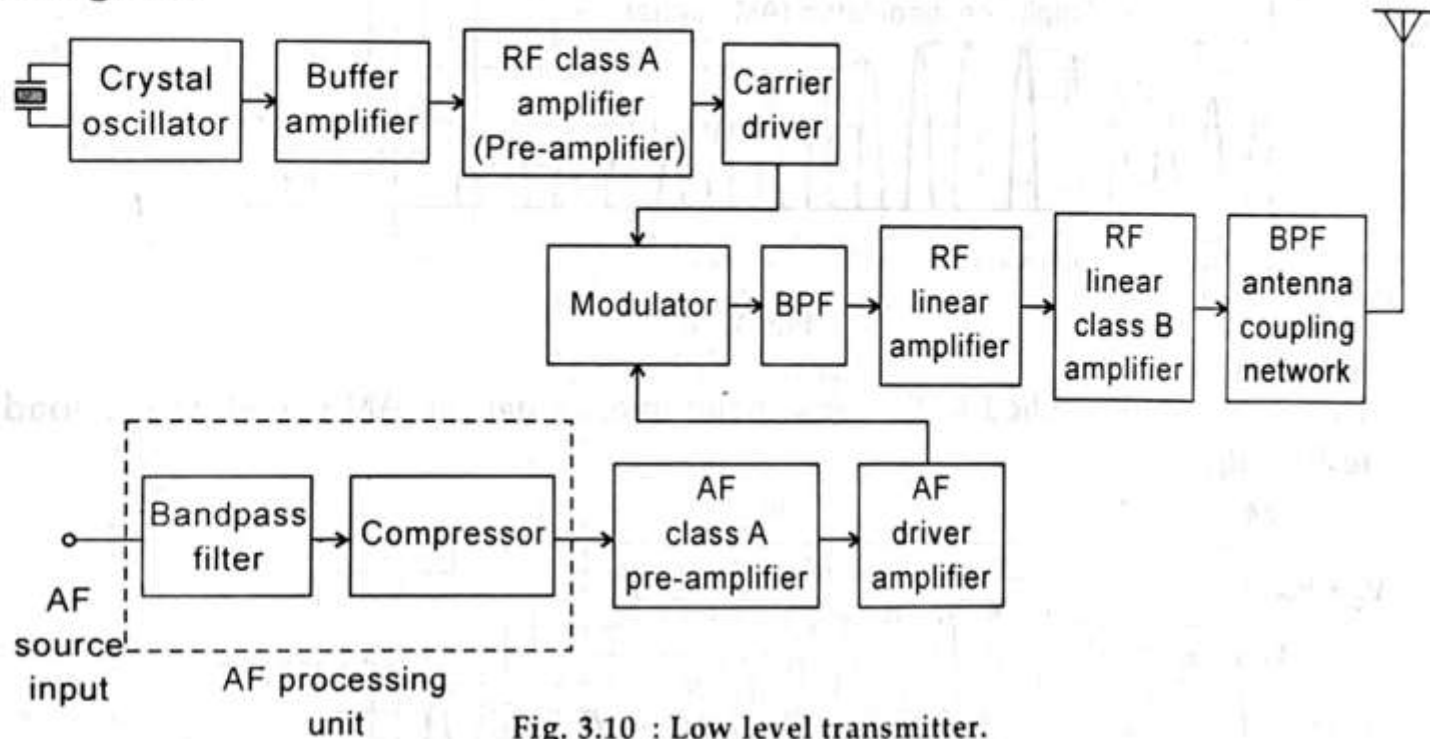 Crystal
oscillator
Buffer
amplifier
RF class A
amplifier
(Pre-amplifier)
Carrier
driver
Modulator
BPF
RF
linear
amplifier
RF
linear
class B
amplifier
BPF
antenna
coupling
network
AF
source
input
Bandpass
filter
Compressor
AF processing
unit
AF
class A
pre-amplifier
AF
driver
amplifier
Fig. 3.10 : Low level transmitter.